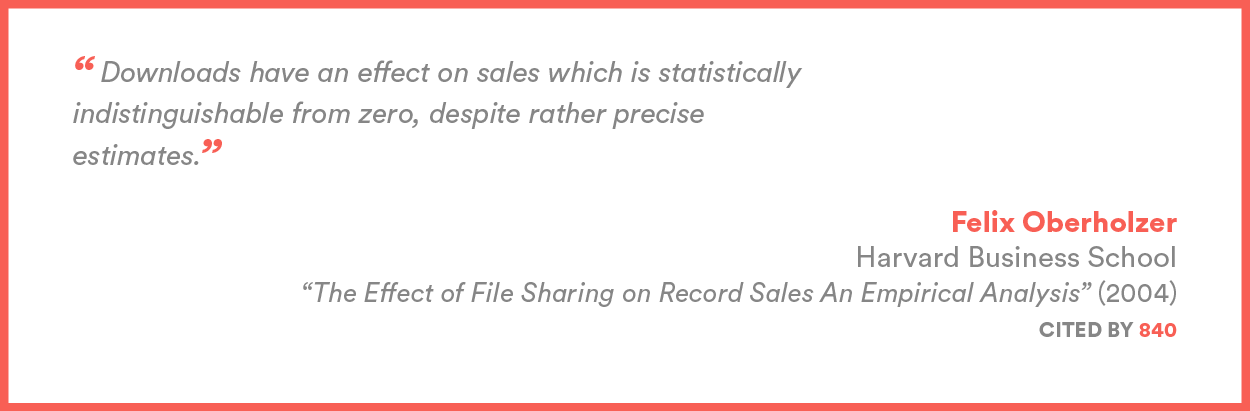 “ Downloads have an effect on sales which is statistically
indistinguishable from zero, despite rather precise
estimates.”
Felix Oberholzer
Harvard Business School
“The Effect of File Sharing on Record Sales An Empirical Analysis” (2004)
CITED BY 840